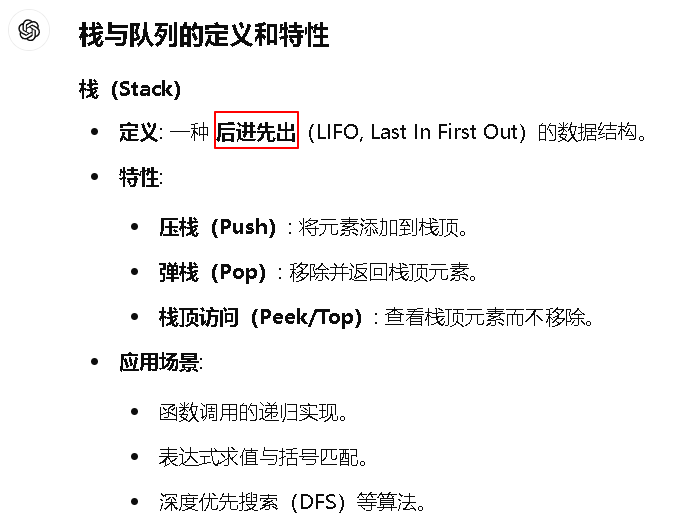 栈与队列的定义和特性
栈（Stack）
定义: 一种 后进先出（LIFO, Last In First Out）的数据结构。
特性:
压栈（Push）: 将元素添加到栈顶。
弹栈（Pop）: 移除并返回栈顶元素。
栈顶访问（Peek/Top）: 查看栈顶元素而不移除。
应用场景:
函数调用的递归实现。
表达式求值与括号匹配。
深度优先搜索（DFS）等算法。